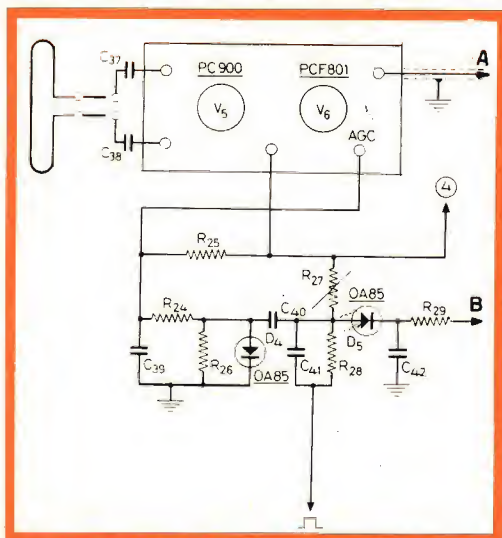 C37
PC900
PCF801
A
V5
V6
C38
AGC
4
R25
R27
OA85
R24
C40
R29
B
D4
D5
C39
R26
C41
R28
C42
OA85